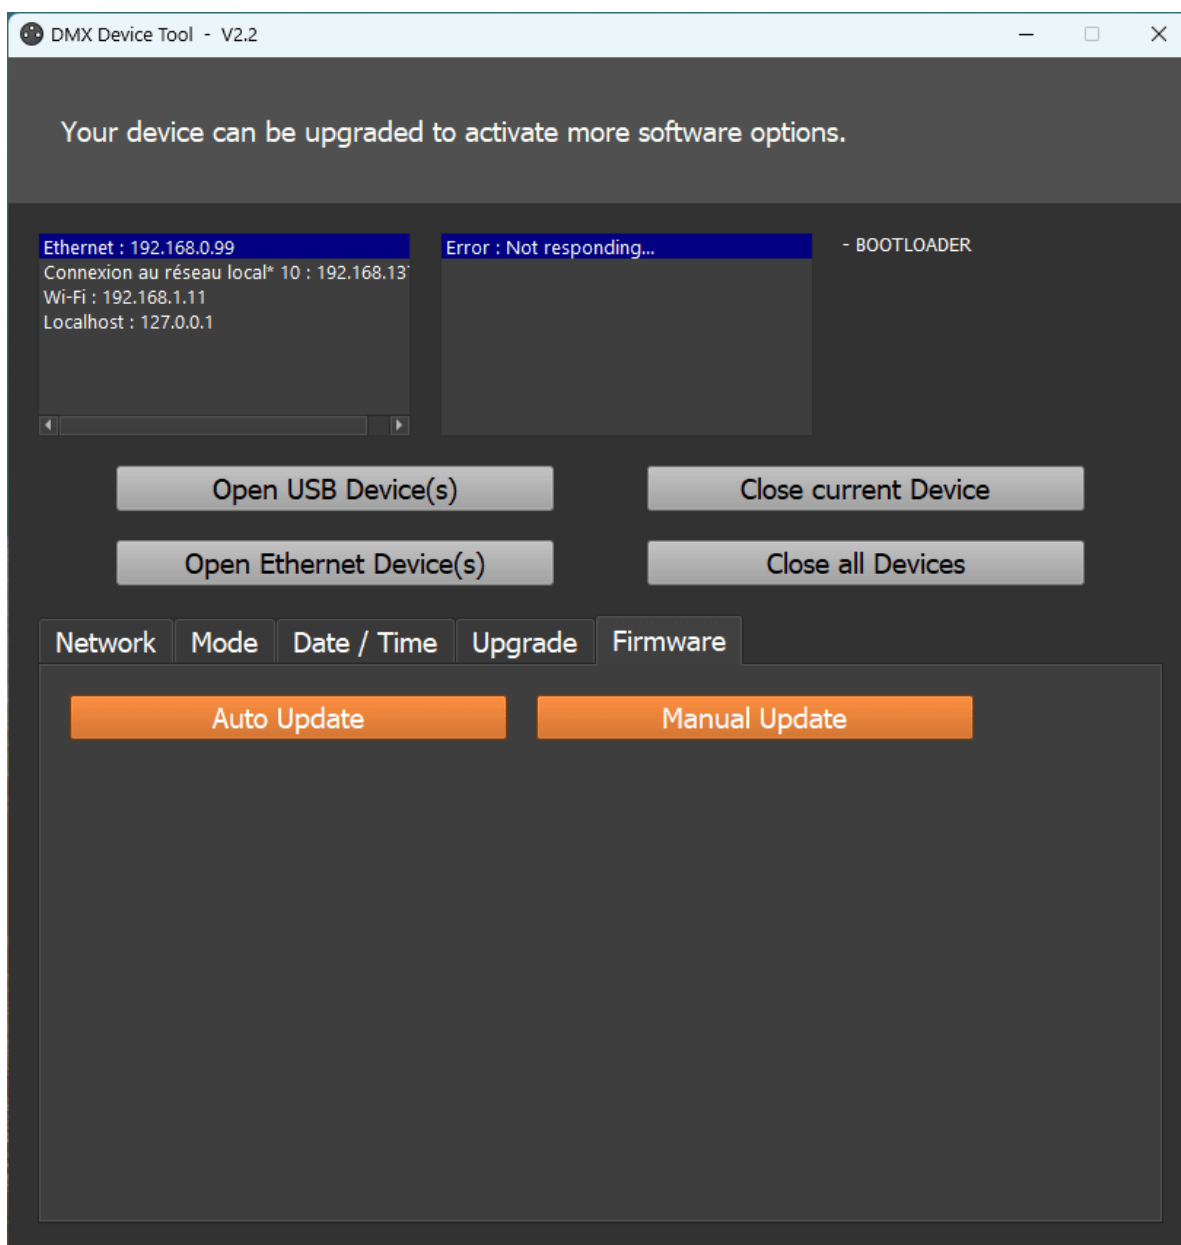 DMX Device Tool - V2.2
Your device can be upgraded to activate more software options.
Ethernet : 192.168.0.99
Connexion au réseau local* 10 : 192.168.13
Wi-Fi : 192.168.1.11
Localhost : 127.0.0.1
Error : Not responding...
- BOOTLOADER
Open USB Device(s)
Close current Device
Open Ethernet Device(s)
Close all Devices
Network
Mode
Date / Time
Upgrade
Firmware
Auto Update
Manual Update